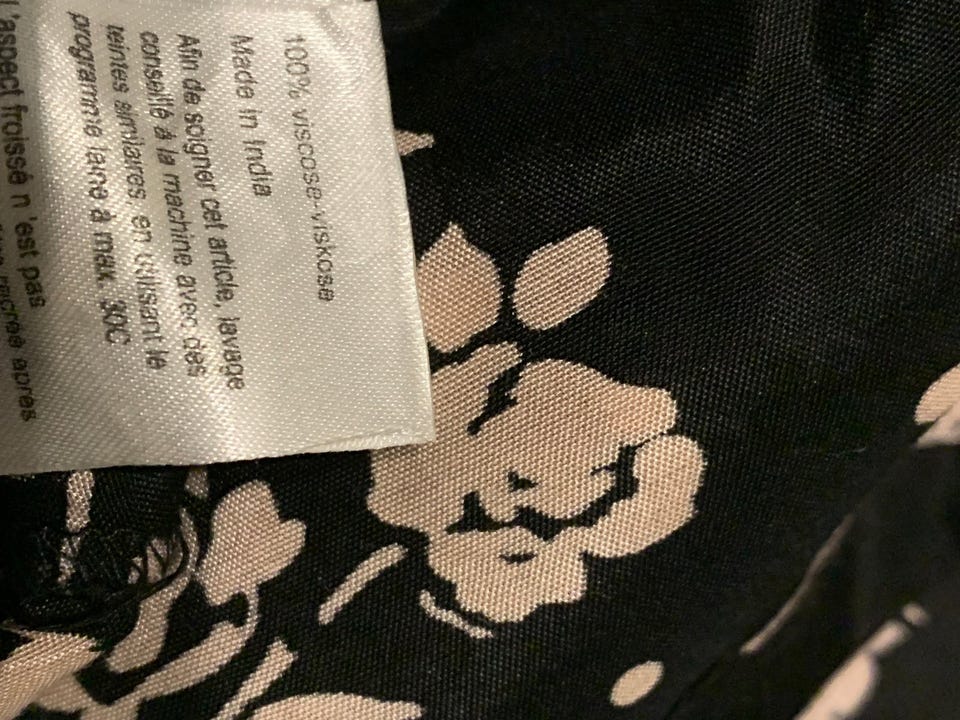 100% viscose-viskose
Made in India
Afin de soigner cet article, lavage
conseillé à la machine avec des
teintes similaires, en utilisant le
programme laine à max. 30C
L'aspect froissé n'est pas
après